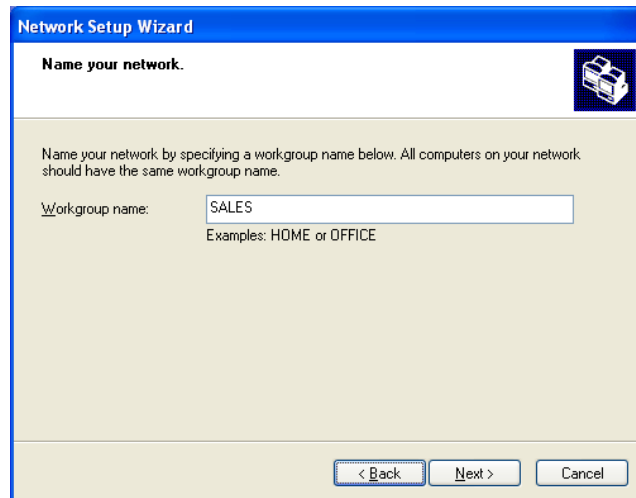 Network Setup Wizard
Name your network.
Name your network by specifying a workgroup name below. All computers on your network
should have the same workgroup name.
Workgroup name: SALES
Examples: HOME or OFFICE
< Back Next > Cancel